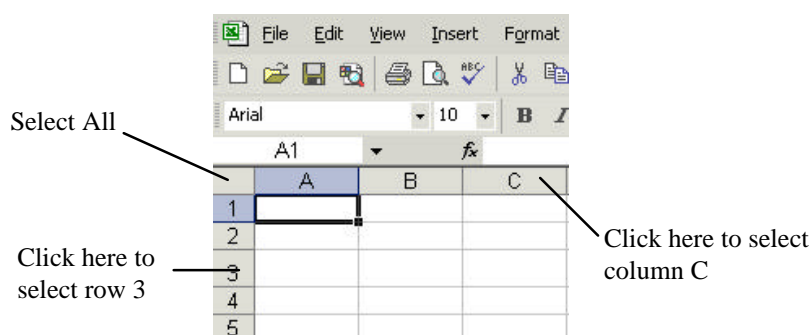 File Edit View Insert Format
ABC
Arial 10 B I
A1 fx
Select All
A B C
1
2
3
4
5
Click here to
select row 3
Click here to select
column C